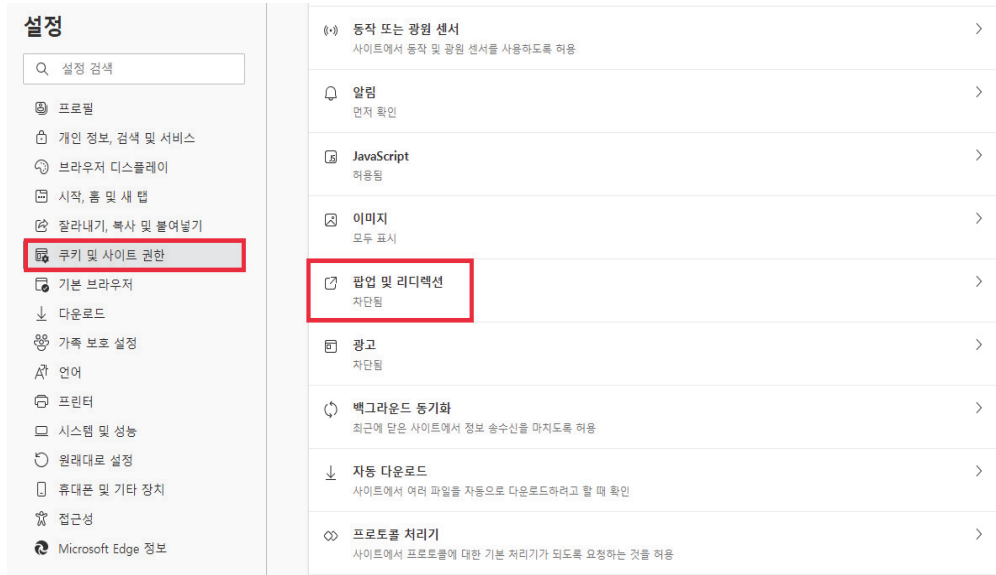 설정
설정 검색
프로필
개인 정보, 검색 및 서비스
브라우저 디스플레이
시작, 홈 및 새 탭
잘라내기, 복사 및 붙여넣기
쿠키 및 사이트 권한
기본 브라우저
다운로드
가족 보호 설정
언어
프린터
시스템 및 성능
원래대로 설정
휴대폰 및 기타 장치
접근성
Microsoft Edge 정보
동작 또는 광원 센서
사이트에서 동작 및 광원 센서를 사용하도록 허용
알림
먼저 확인
JavaScript
허용됨
이미지
모두 표시
팝업 및 리디렉션
차단됨
광고
차단됨
백그라운드 동기화
최근에 닫은 사이트에서 정보 송수신을 마치도록 허용
자동 다운로드
사이트에서 여러 파일을 자동으로 다운로드하려고 할 때 확인
프로토콜 처리기
사이트에서 프로토콜에 대한 기본 처리기가 되도록 요청하는 것을 허용